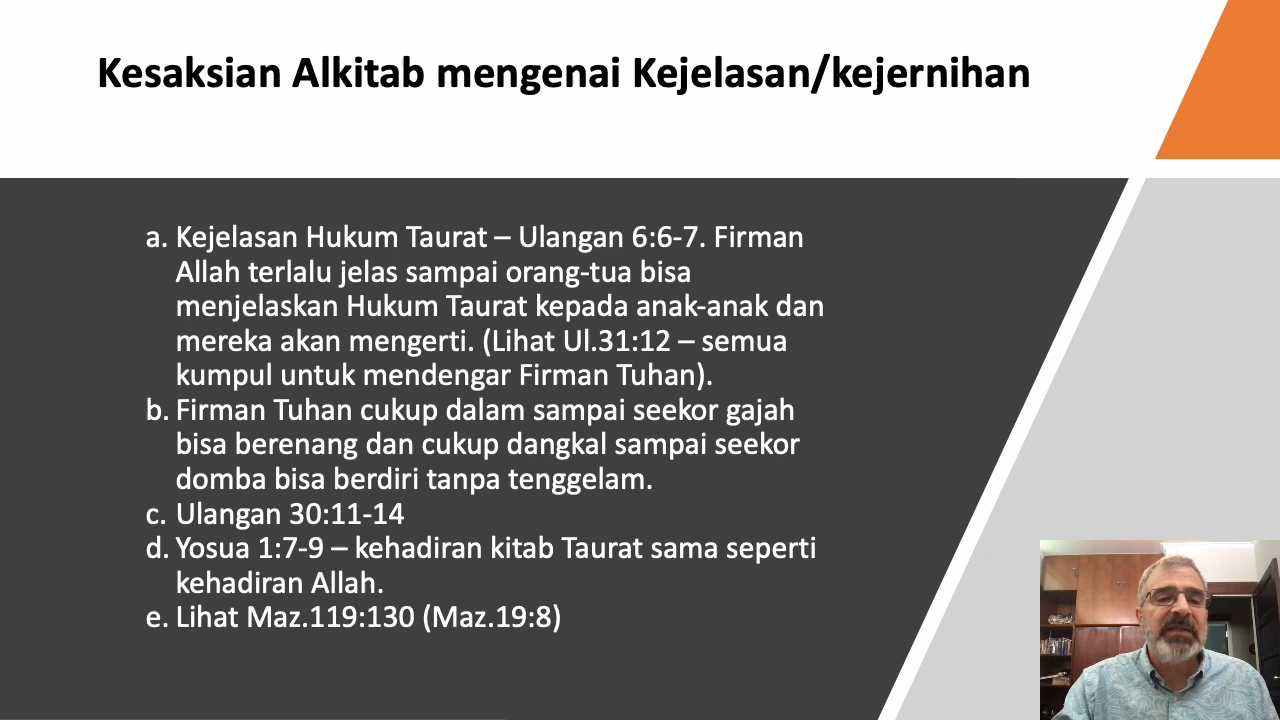 Kesaksian Alkitab mengenai Kejelasan/kejernihan
a. Kejelasan Hukum Taurat – Ulangan 6:6-7. Firman
Allah terlalu jelas sampai orang-tua bisa
menjelaskan Hukum Taurat kepada anak-anak dan
mereka akan mengerti. (Lihat Ul.31:12 – semua
kumpul untuk mendengar Firman Tuhan).
b. Firman Tuhan cukup dalam sampai seekor gajah
bisa berenang dan cukup dangkal sampai seekor
domba bisa berdiri tanpa tenggelam.
c. Ulangan 30:11-14
d. Yosua 1:7-9 – kehadiran kitab Taurat sama seperti
kehadiran Allah.
e. Lihat Maz.119:130 (Maz.19:8)